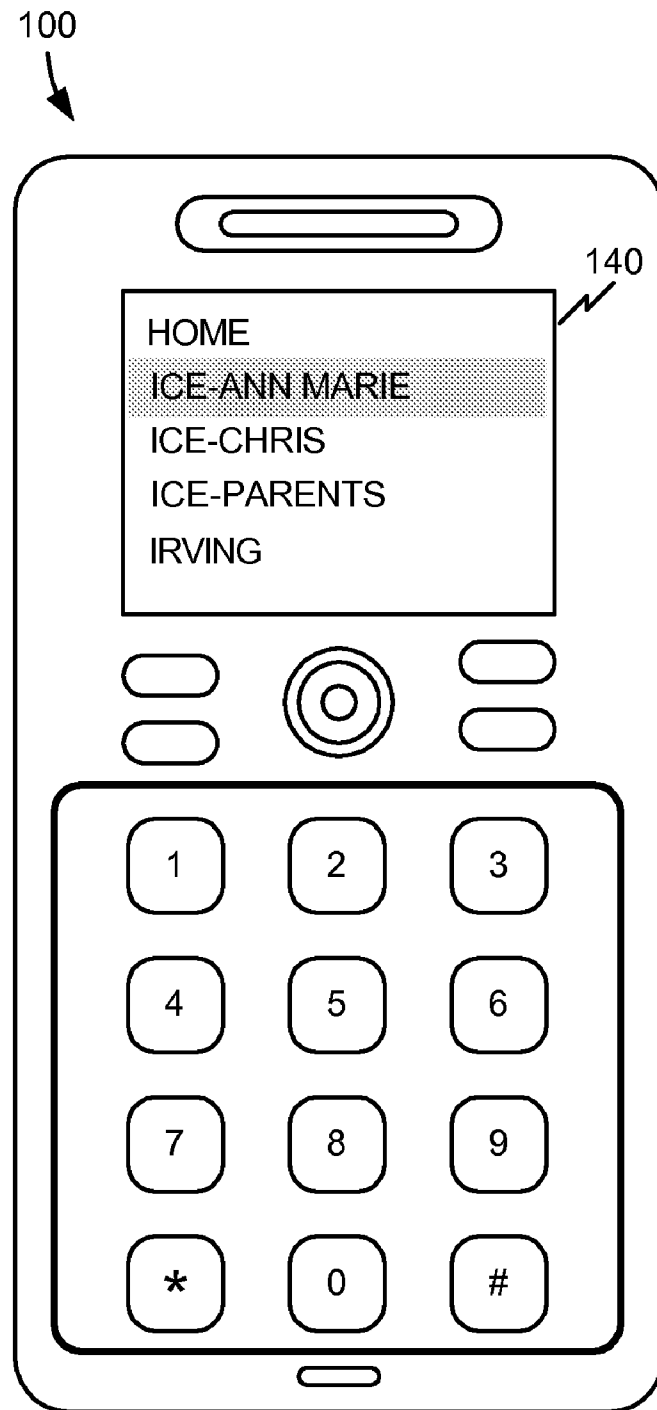 100
140
HOME
ICE-ANN MARIE
ICE-CHRIS
ICE-PARENTS
IRVING
1 2 3
4 5 6
7 8 9
* 0 #